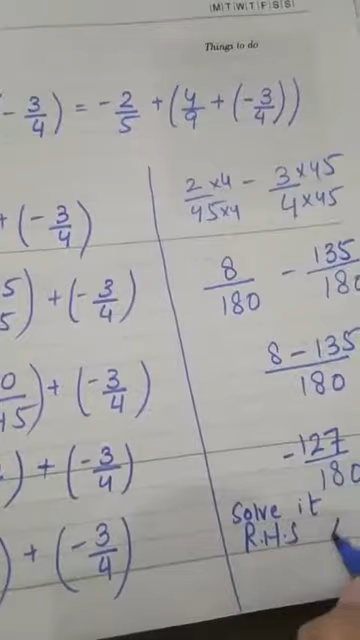 M T W T F S S
Things to do
- 3/4) = - 2/5 + (4/9 + (- 3/4))
+ (- 3/4)
5/5) + (- 3/4)
0/45) + (- 3/4)
) + (- 3/4)
) + (- 3/4)
2×4/45×4 - 3×45/4×45
8/180 - 135/180
8 - 135/180
- 127/180
Solve it
R.H.S